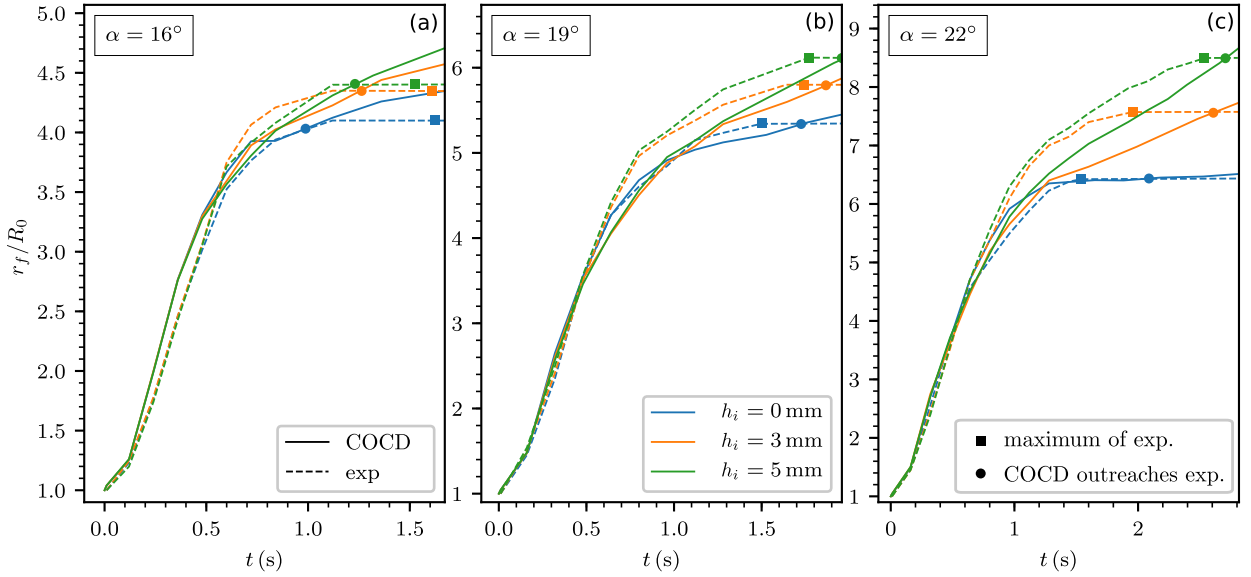 (a)
α = 16°
5.0
4.5
4.0
3.5
3.0
2.5
2.0
1.5
1.0
r_f/R_0
COCD
exp
0.0 0.5 1.0 1.5
t (s)
(b)
α = 19°
6
5
4
3
2
1
h_i = 0 mm
h_i = 3 mm
h_i = 5 mm
0.0 0.5 1.0 1.5
t (s)
(c)
α = 22°
9
8
7
6
5
4
3
2
1
maximum of exp.
COCD outreaches exp.
0 1 2
t (s)